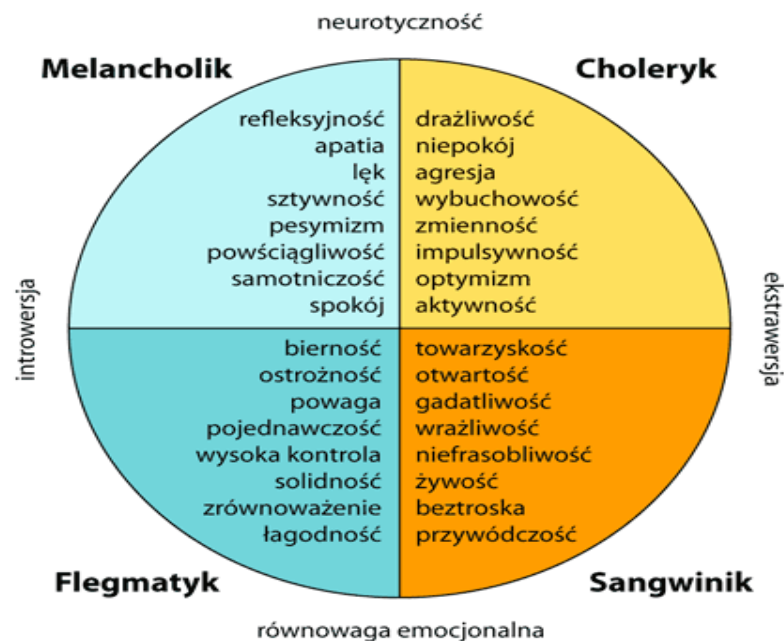 neurotyczność
Melancholik
Choleryk
refleksyjność
apatia
lęk
sztywność
pesymizm
powściągliwość
samotniczość
spokój
drażliwość
niepokój
agresja
wybuchowość
zmienność
impulsywność
optymizm
aktywność
introwersja
ekstrawersja
bierność
ostrożność
powaga
pojednawczość
wysoka kontrola
solidność
zrównoważenie
łagodność
towarzyskość
otwartość
gadatliwość
wrażliwość
niefrasobliwość
żywość
beztroska
przywódczość
Flegmatyk
Sangwinik
równowaga emocjonalna